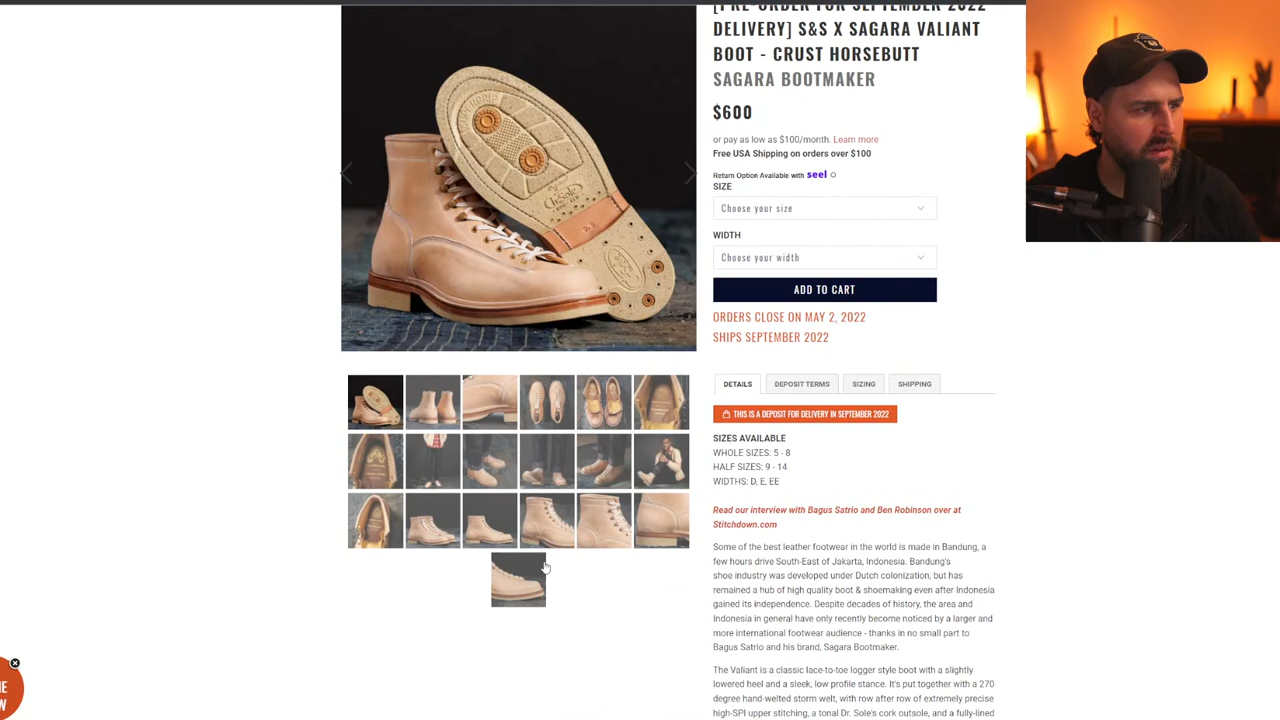 [PRE-ORDER FOR SEPTEMBER 2022
DELIVERY] S&S X SAGARA VALIANT
BOOT - CRUST HORSEBUTT
SAGARA BOOTMAKER
$600
or pay as low as $100/month. Learn more
Free USA Shipping on orders over $100
Return Option Available with seel
SIZE
Choose your size
WIDTH
Choose your width
ADD TO CART
ORDERS CLOSE ON MAY 2, 2022
SHIPS SEPTEMBER 2022
DETAILS
DEPOSIT TERMS
SIZING
SHIPPING
THIS IS A DEPOSIT FOR DELIVERY IN SEPTEMBER 2022
SIZES AVAILABLE
WHOLE SIZES: 5 - 8
HALF SIZES: 9 - 14
WIDTHS: D, E, EE
Read our interview with Bagus Satrio and Ben Robinson over at
Stitchdown.com
Some of the best leather footwear in the world is made in Bandung, a
few hours drive South-East of Jakarta, Indonesia. Bandung's
shoe industry was developed under Dutch colonization, but has
remained a hub of high quality boot & shoemaking even after Indonesia
gained its independence. Despite decades of history, the area and
Indonesia in general have only recently become noticed by a larger and
more international footwear audience - thanks in no small part to
Bagus Satrio and his brand, Sagara Bootmaker.
The Valiant is a classic lace-to-toe logger style boot with a slightly
lowered heel and a sleek, low profile stance. It's put together with a 270
degree hand-welted storm welt, with row after row of extremely precise
high-SPI upper stitching, a tonal Dr. Sole's cork outsole, and a fully-lined